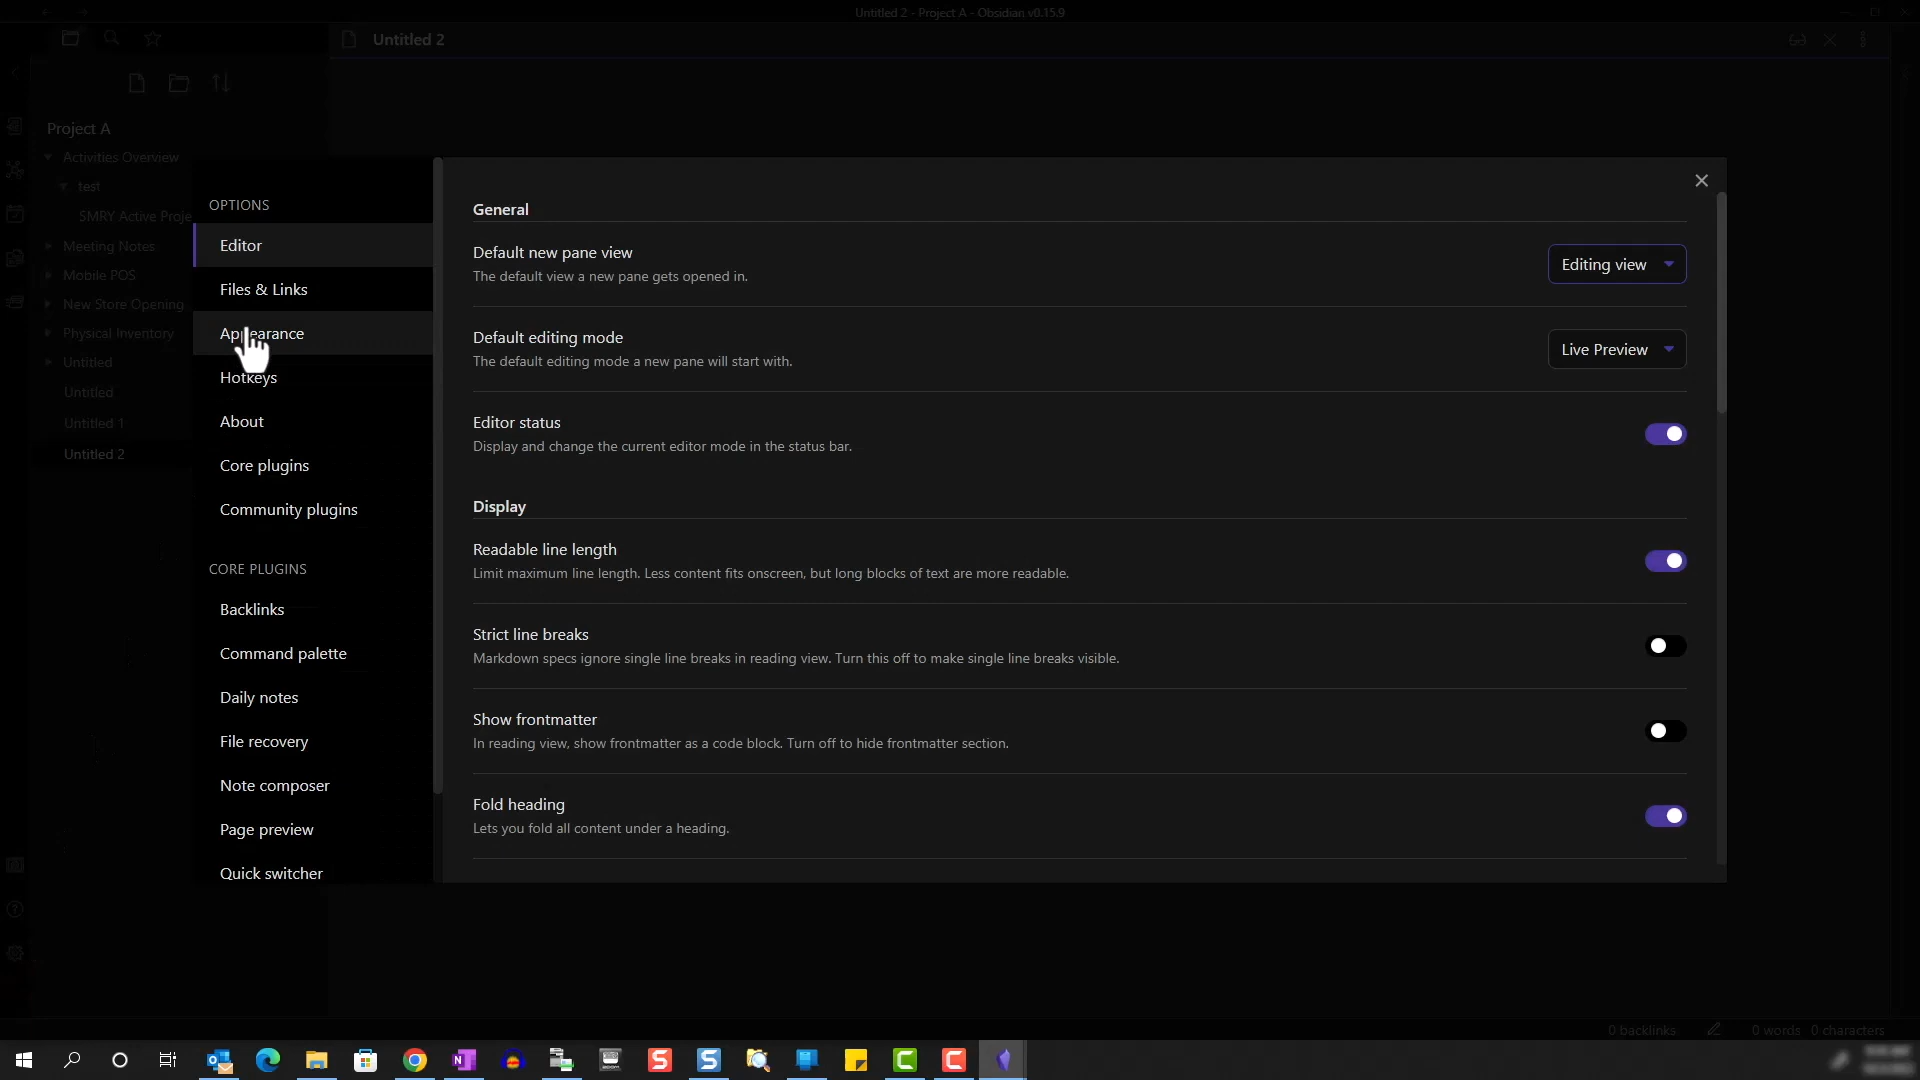 Untitled 2 - Project A - Obsidian v0.15.9
Untitled 2
Project A
Activities Overview
test
SMRY Active Proje
Meeting Notes
Mobile POS
New Store Opening
Physical Inventory
Untitled
Untitled
Untitled 1
Untitled 2
OPTIONS
Editor
Files & Links
Appearance
Hotkeys
About
Core plugins
Community plugins
CORE PLUGINS
Backlinks
Command palette
Daily notes
File recovery
Note composer
Page preview
Quick switcher
General
Default new pane view
The default view a new pane gets opened in.
Editing view
Default editing mode
The default editing mode a new pane will start with.
Live Preview
Editor status
Display and change the current editor mode in the status bar.
Display
Readable line length
Limit maximum line length. Less content fits onscreen, but long blocks of text are more readable.
Strict line breaks
Markdown specs ignore single line breaks in reading view. Turn this off to make single line breaks visible.
Show frontmatter
In reading view, show frontmatter as a code block. Turn off to hide frontmatter section.
Fold heading
Lets you fold all content under a heading.
0 backlinks 0 words 0 characters